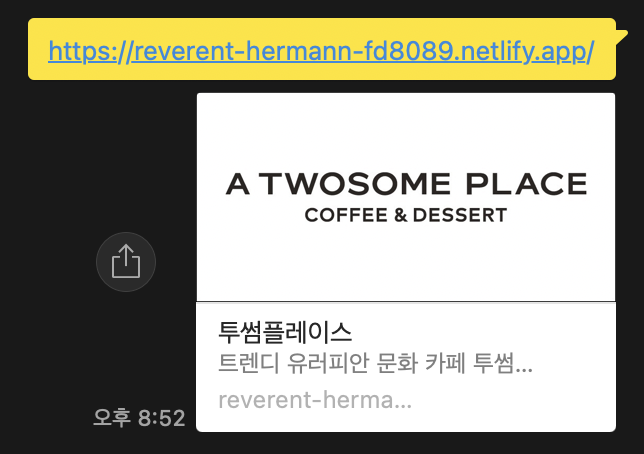 https://reverent-hermann-fd8089.netlify.app/
A TWOSOME PLACE
COFFEE & DESSERT
투썸플레이스
트렌디 유러피안 문화 카페 투썸...
reverent-herma...
오후 8:52